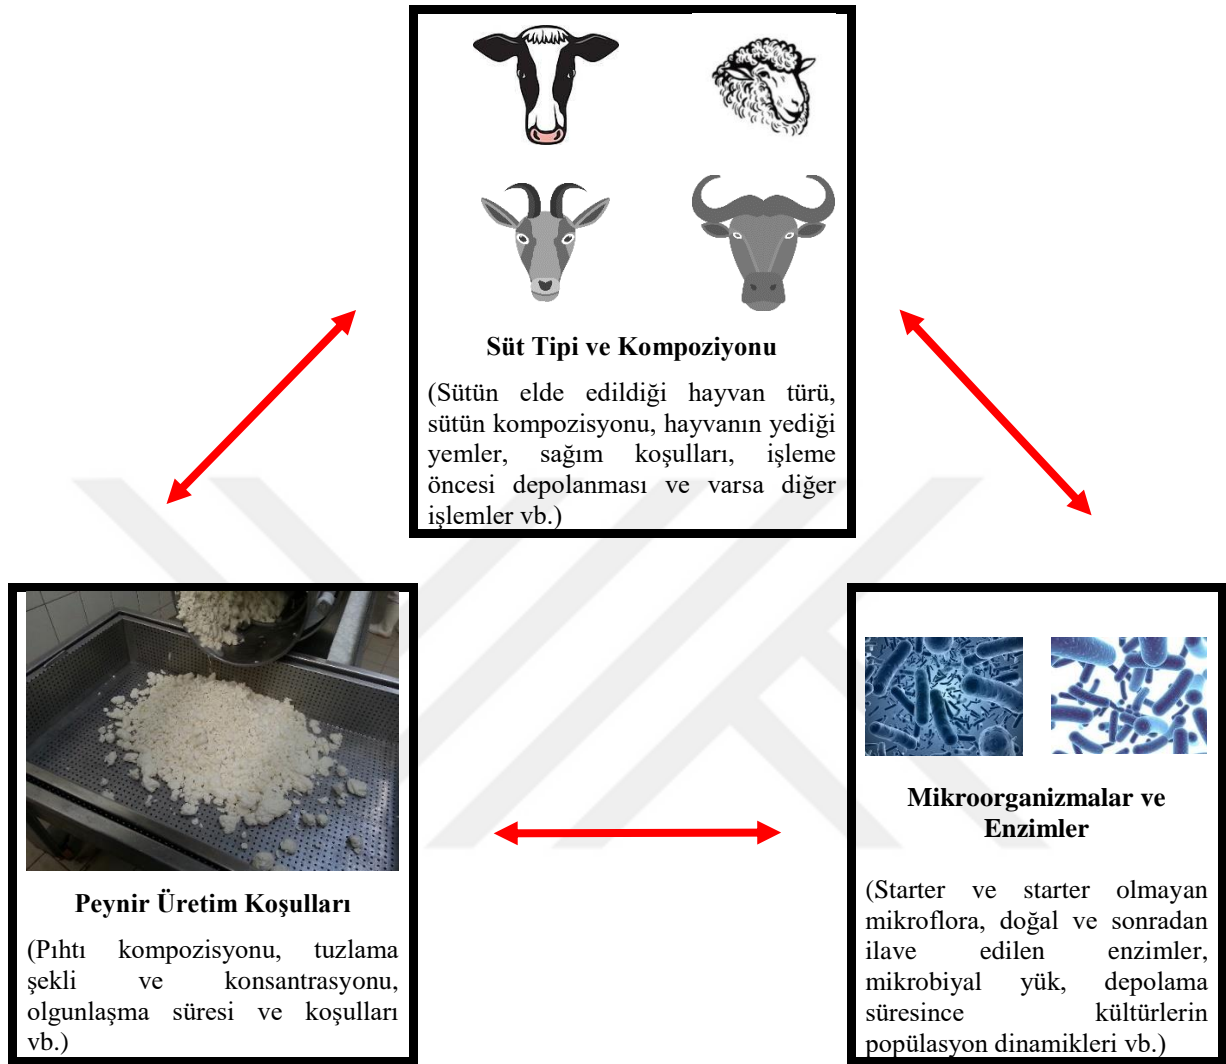 Süt Tipi ve Kompoziyonu
(Sütün elde edildiği hayvan türü,
sütün kompozisyonu, hayvanın yediği
yemler, sağım koşulları, işleme
öncesi depolanması ve varsa diğer
işlemler vb.)
Peynir Üretim Koşulları
(Pıhtı kompozisyonu, tuzlama
şekli ve konsantrasyonu,
olgunlaşma süresi ve koşulları
vb.)
Mikroorganizmalar ve
Enzimler
(Starter ve starter olmayan
mikroflora, doğal ve sonradan
ilave edilen enzimler,
mikrobiyal yük, depolama
süresince kültürlerin
popülasyon dinamikleri vb.)